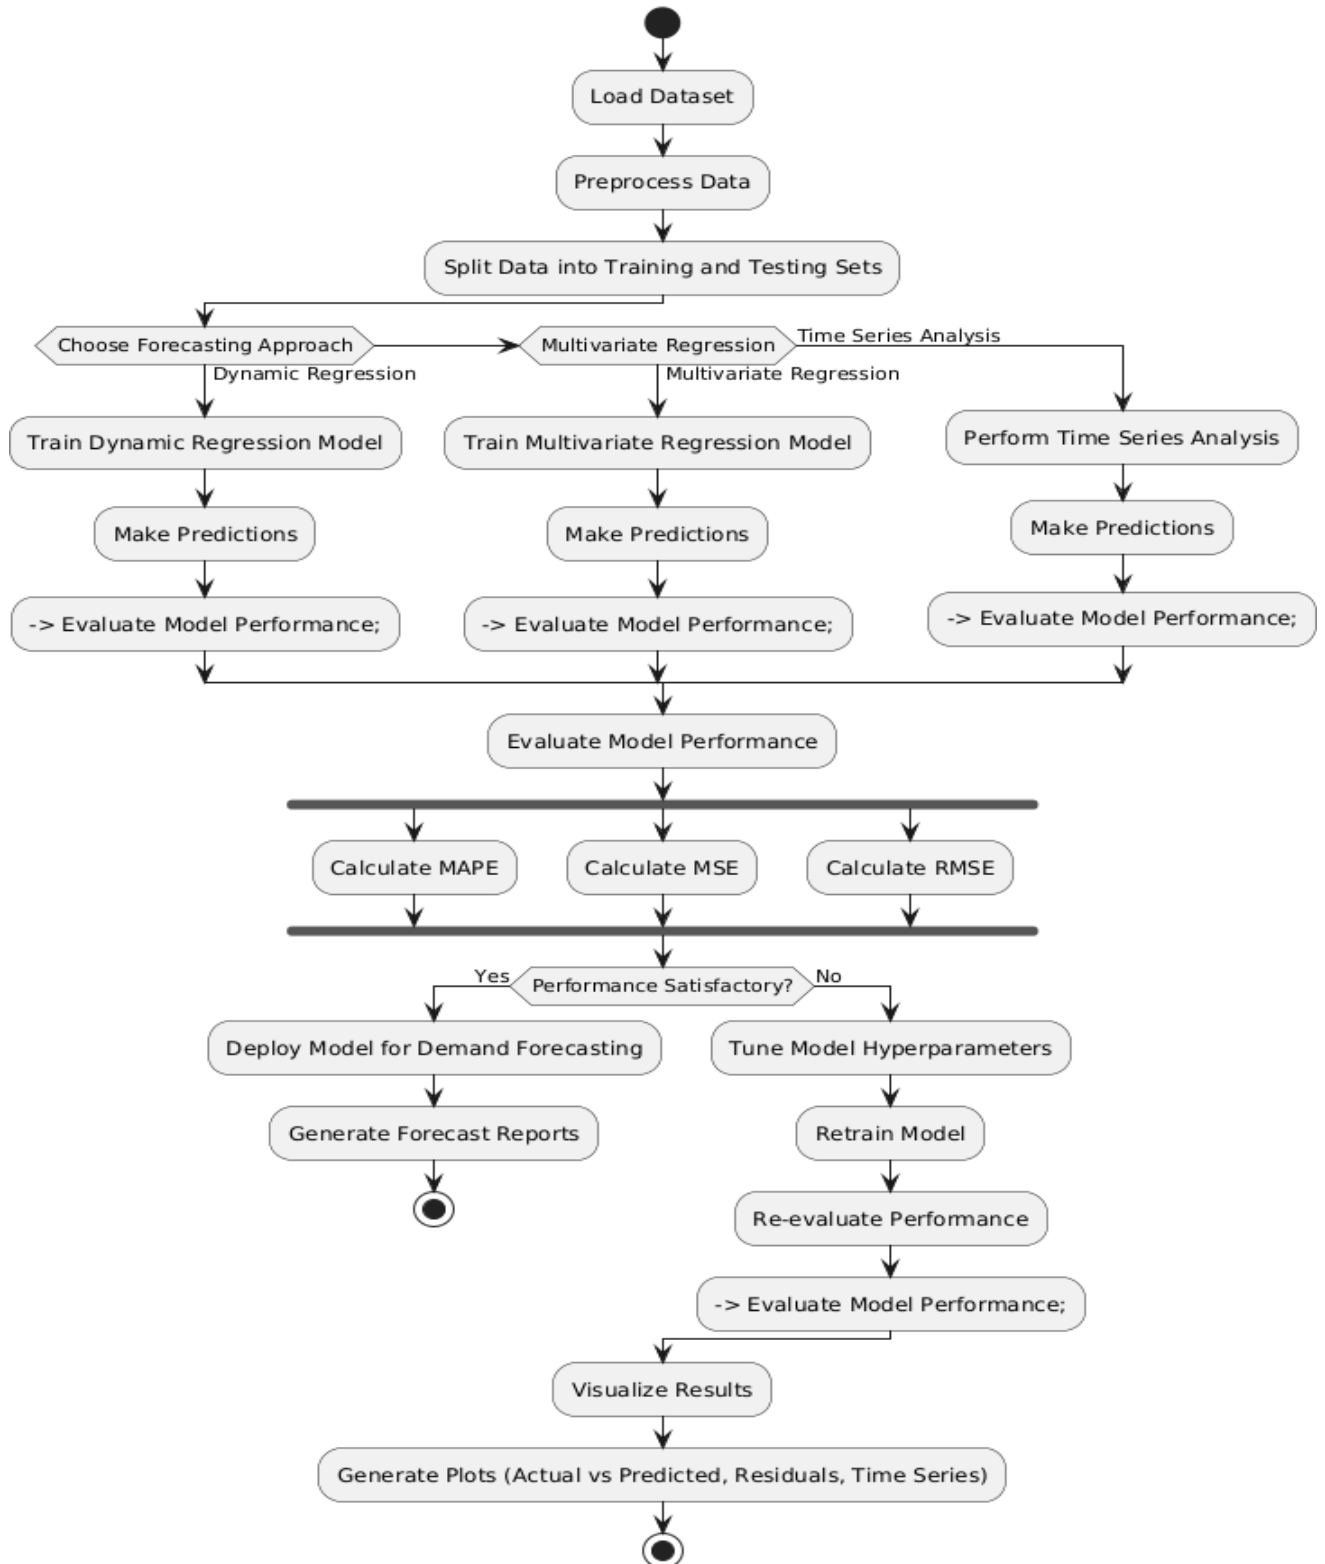 Load Dataset
Preprocess Data
Split Data into Training and Testing Sets
Choose Forecasting Approach
Multivariate Regression
Time Series Analysis
Dynamic Regression
Multivariate Regression
Train Dynamic Regression Model
Train Multivariate Regression Model
Perform Time Series Analysis
Make Predictions
Make Predictions
Make Predictions
-> Evaluate Model Performance;
-> Evaluate Model Performance;
-> Evaluate Model Performance;
Evaluate Model Performance
Calculate MAPE
Calculate MSE
Calculate RMSE
Yes
Performance Satisfactory?
No
Deploy Model for Demand Forecasting
Tune Model Hyperparameters
Generate Forecast Reports
Retrain Model
Re-evaluate Performance
-> Evaluate Model Performance;
Visualize Results
Generate Plots (Actual vs Predicted, Residuals, Time Series)